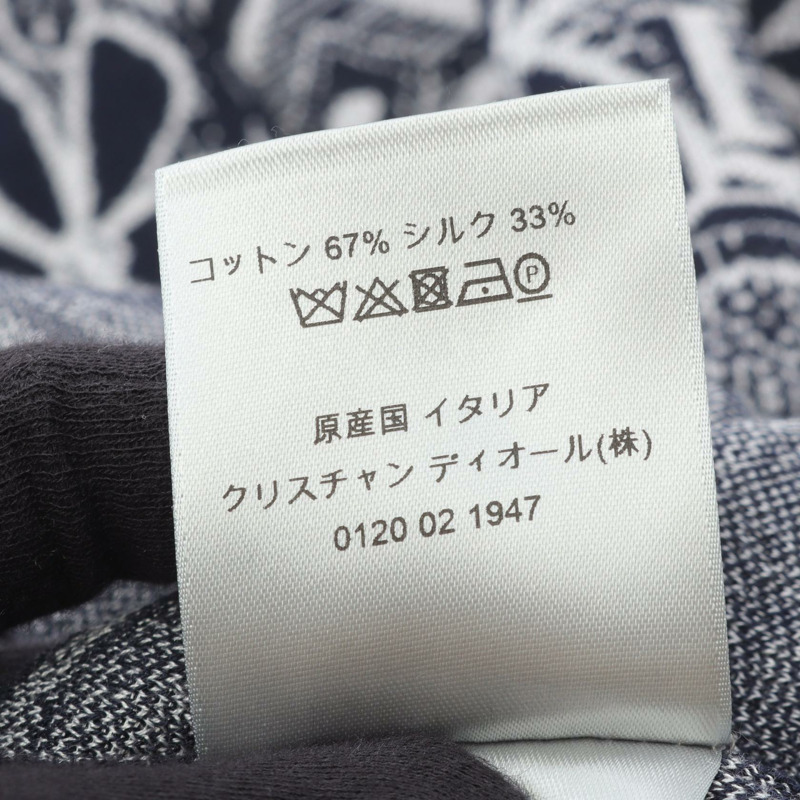 コットン 67% シルク 33%
P
原産国 イタリア
クリスチャン ディオール(株)
0120 02 1947